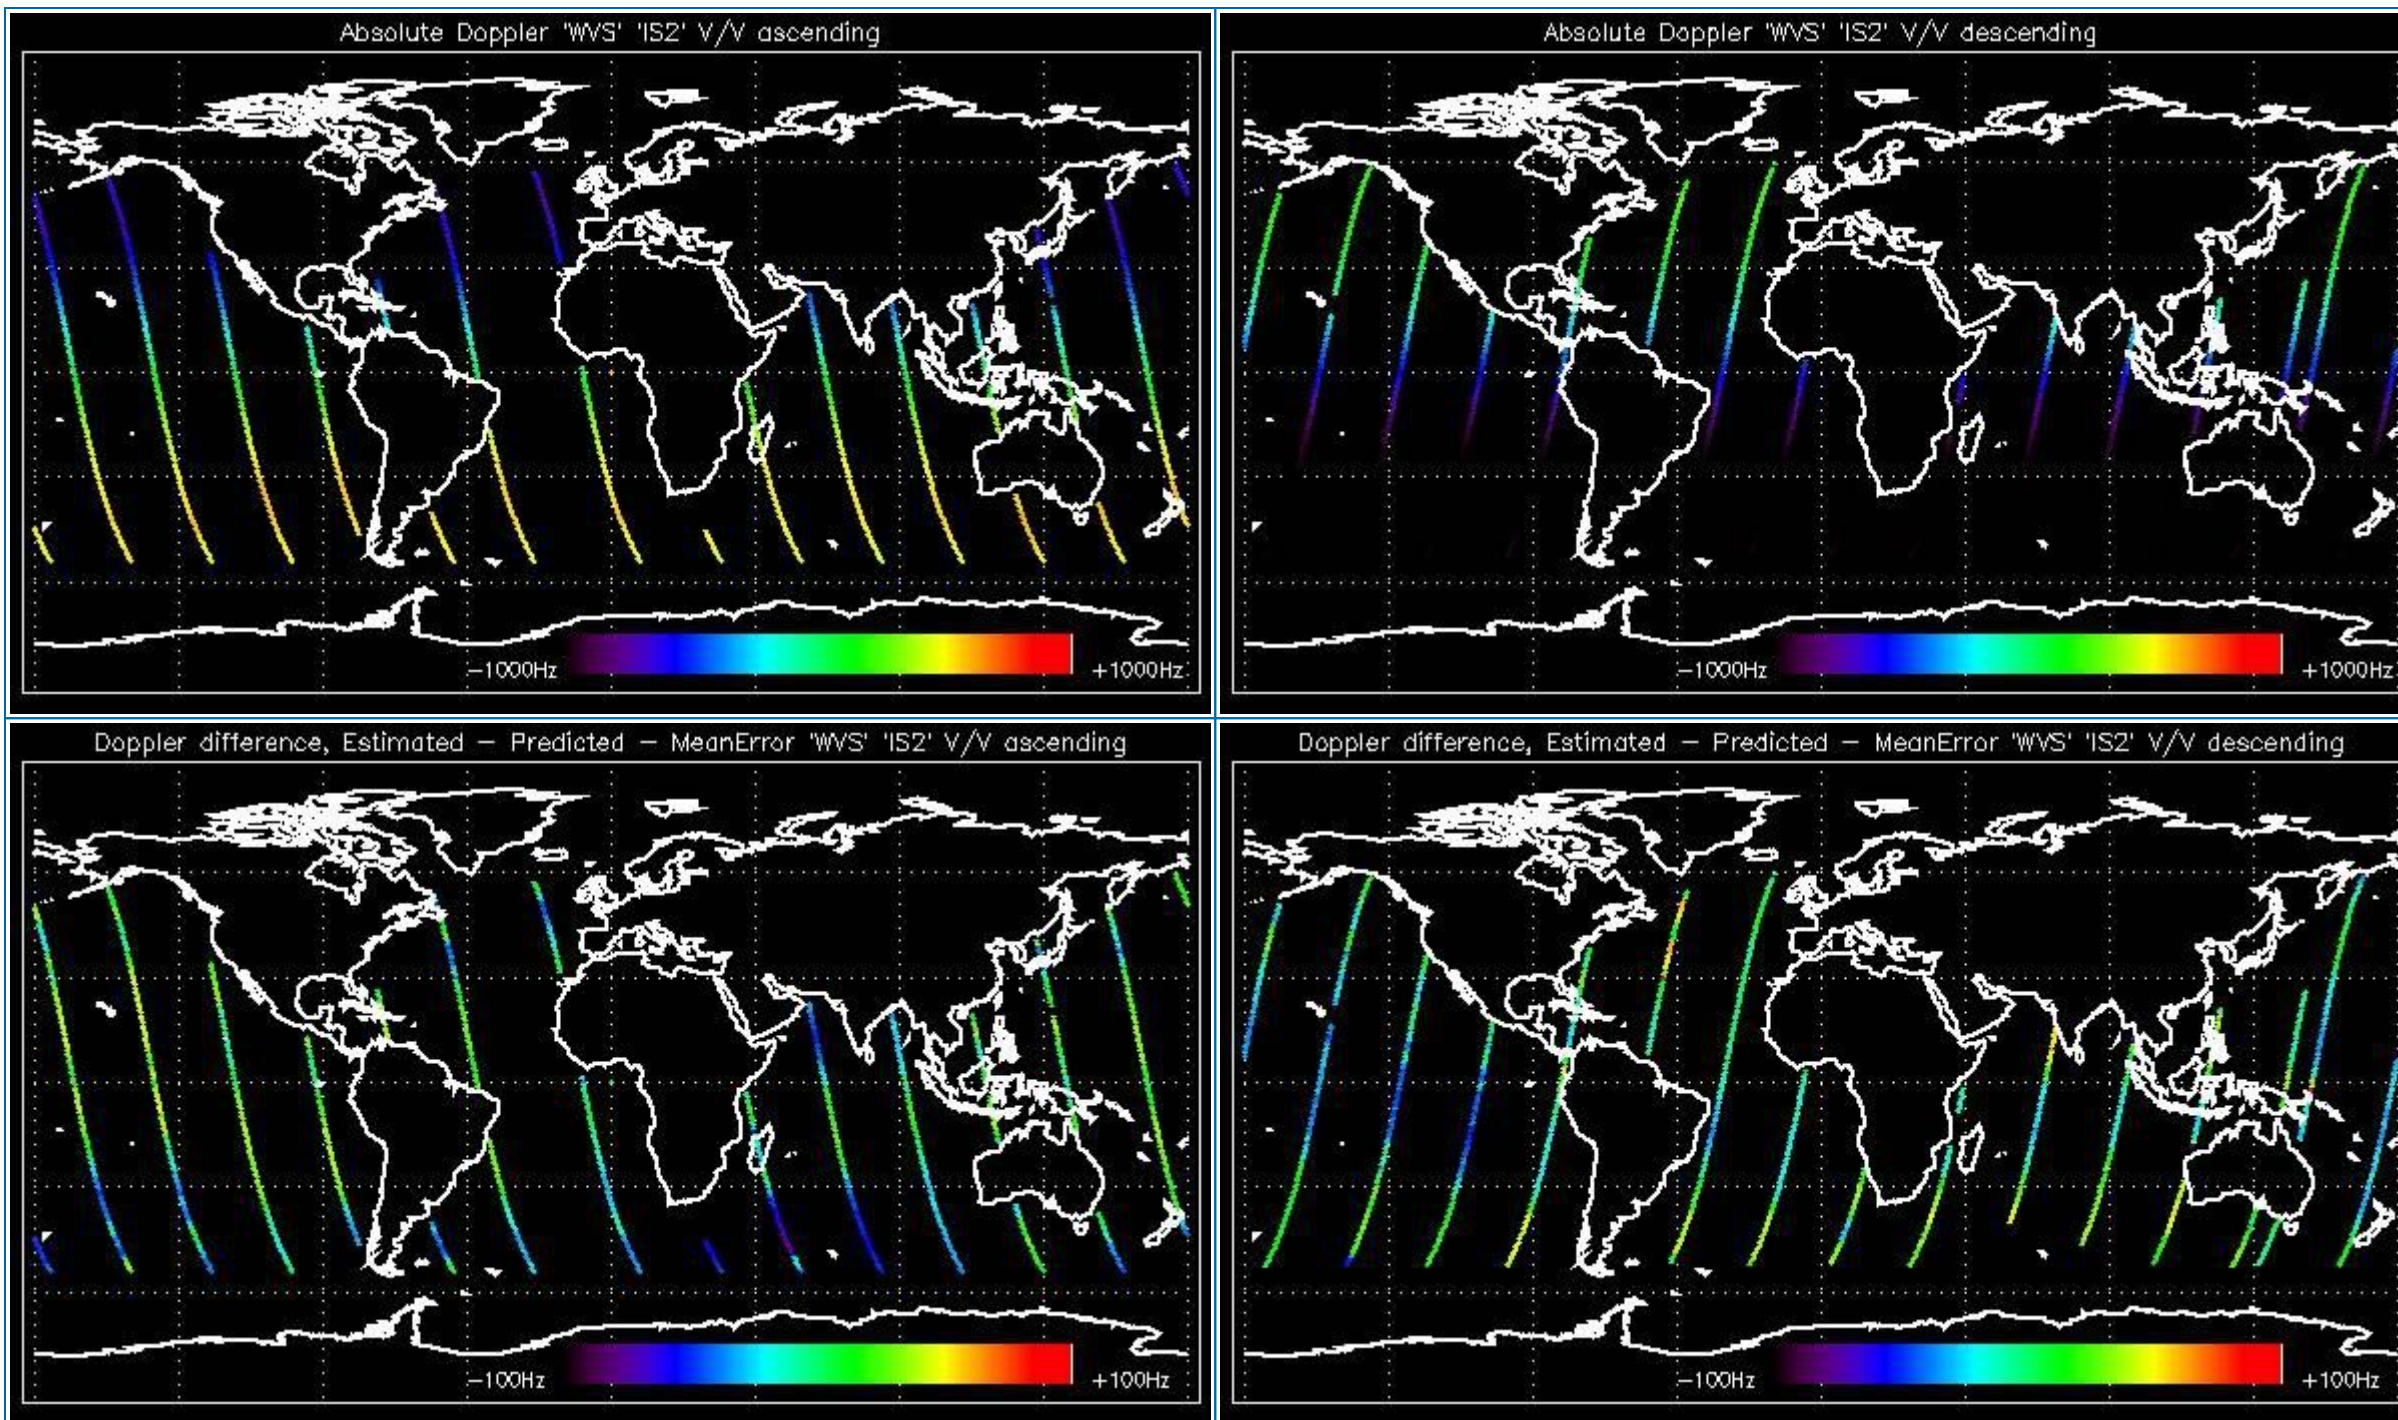 Absolute Doppler 'WVS' 'IS2' V/V ascending
-1000Hz
+1000Hz
Absolute Doppler 'WVS' 'IS2' V/V descending
-1000Hz
+1000Hz
Doppler difference, Estimated - Predicted - MeanError 'WVS' 'IS2' V/V ascending
-100Hz
+100Hz
Doppler difference, Estimated - Predicted - MeanError 'WVS' 'IS2' V/V descending
-100Hz
+100Hz